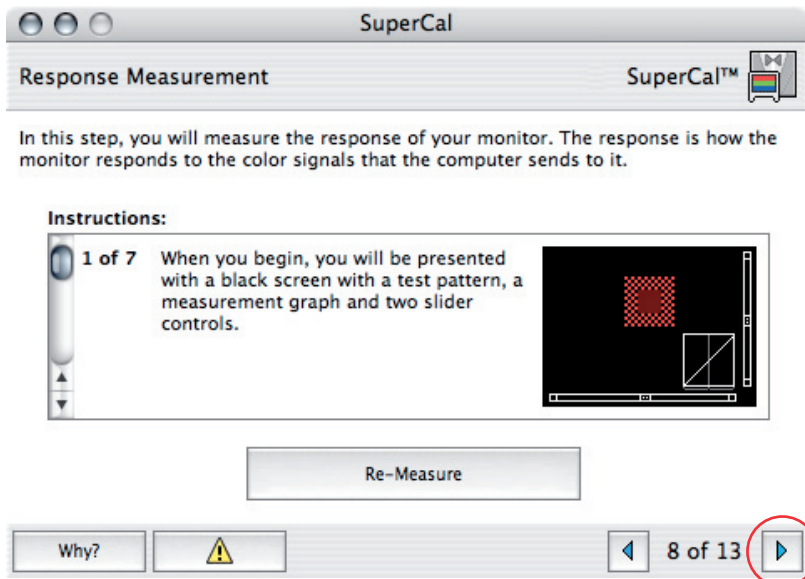 SuperCal
Response Measurement
SuperCal™
In this step, you will measure the response of your monitor. The response is how the
monitor responds to the color signals that the computer sends to it.
Instructions:
1 of 7 When you begin, you will be presented
with a black screen with a test pattern, a
measurement graph and two slider
controls.
Re-Measure
Why?
8 of 13